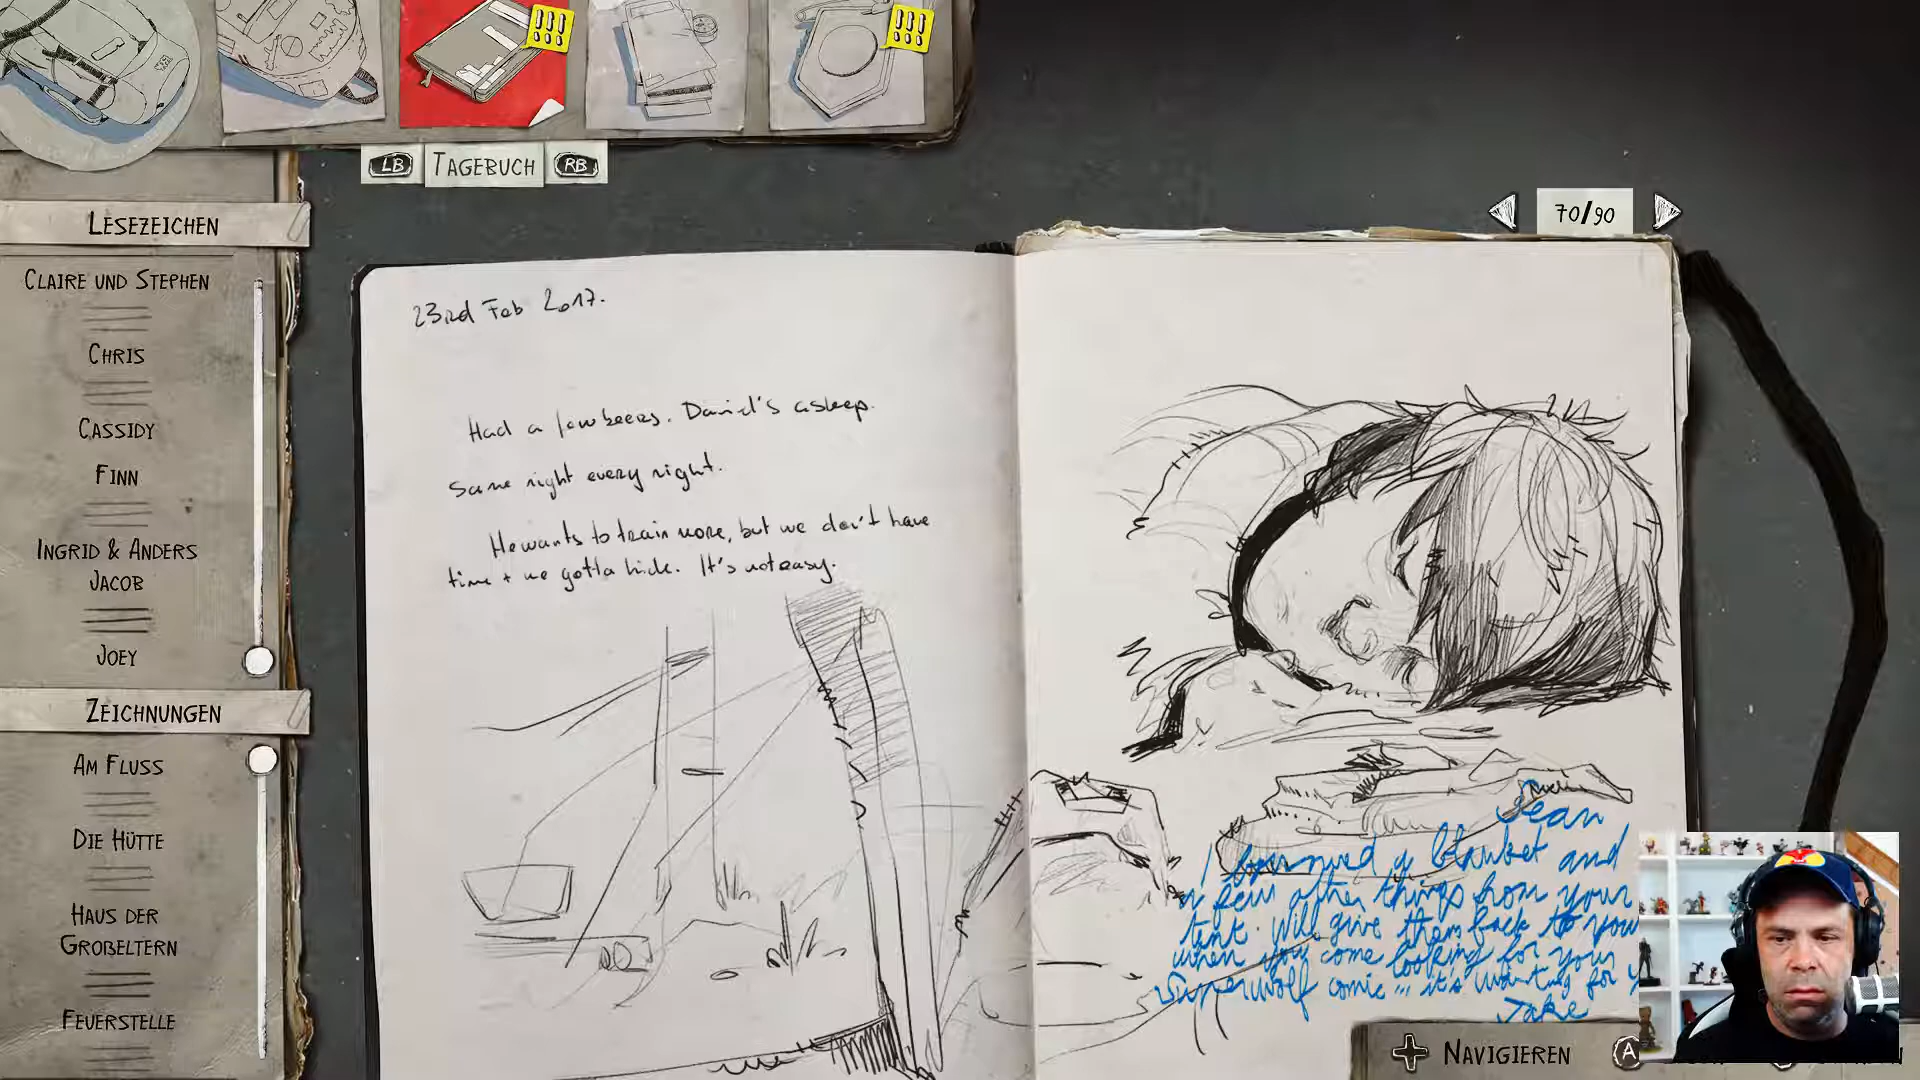 LB TAGEBUCH RB
70/90
LESEZEICHEN
CLAIRE UND STEPHEN
CHRIS
CASSIDY
FINN
INGRID & ANDERS
JACOB
JOEY
ZEICHNUNGEN
AM FLUSS
DIE HÜTTE
HAUS DER
GROßELTERN
FEUERSTELLE
23rd Feb 2017.
Had a few beers. Daniel's asleep.
Same night every night.
He wants to train more, but we don't have
time + we gotta hide. It's not easy.
Sean
I borrowed a blanket and
a few other things from your
tent. Will give them back to you
when you come looking for your
Superwolf comic... it's waiting for
Jake
NAVIGIEREN
A